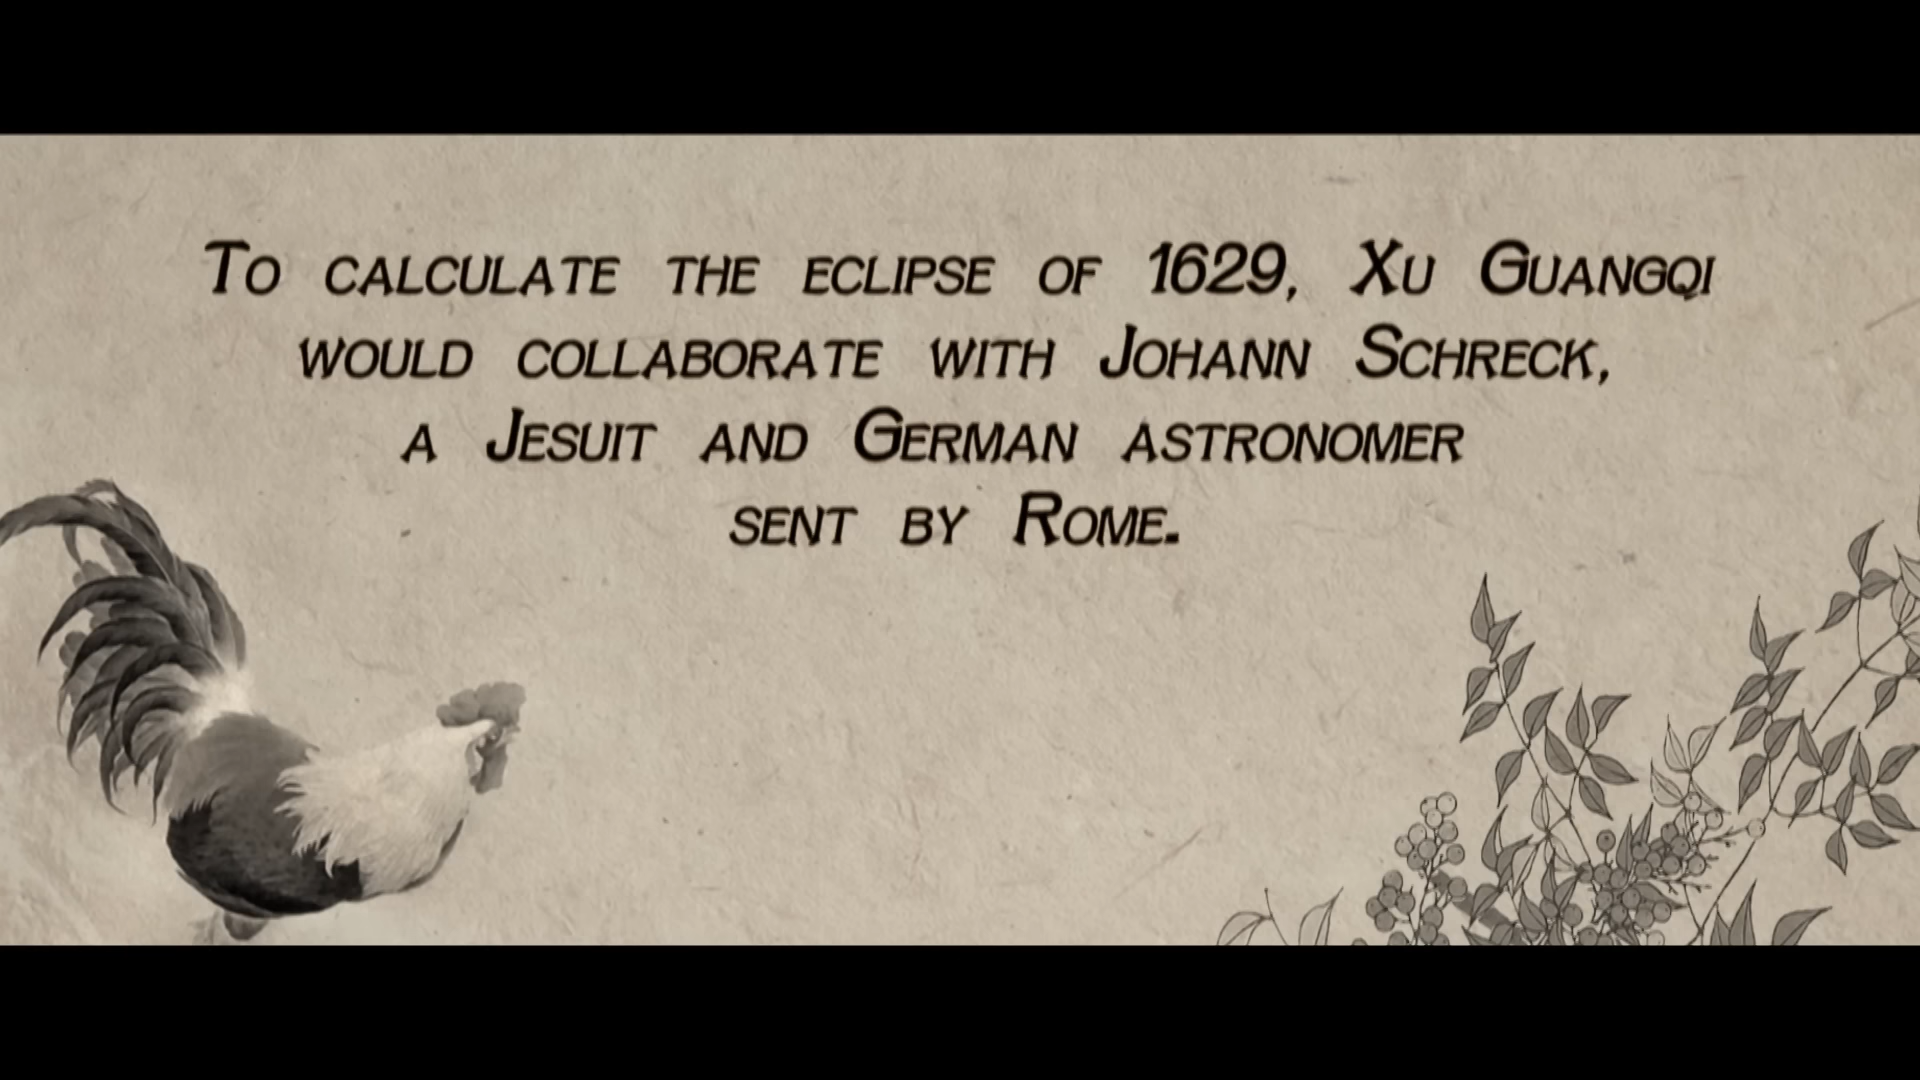 To calculate the eclipse of 1629, Xu Guangqi
would collaborate with Johann Schreck,
a Jesuit and German astronomer
sent by Rome.